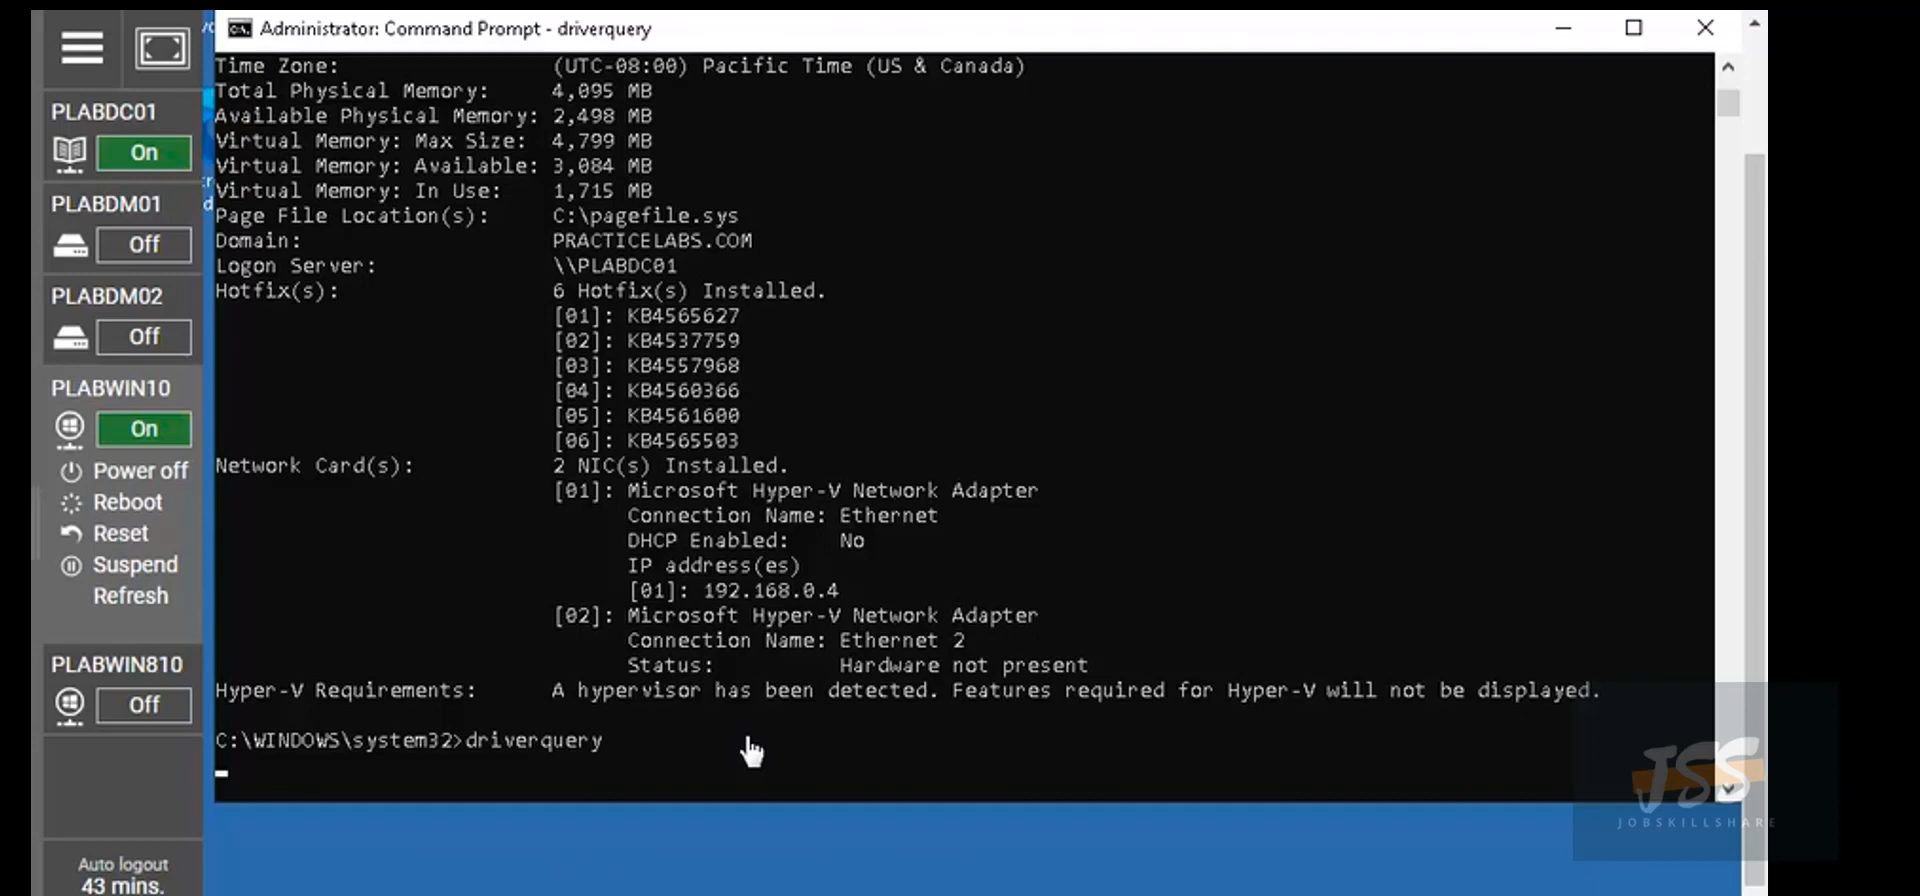 Administrator: Command Prompt - driverquery
Time Zone: (UTC-08:00) Pacific Time (US & Canada)
Total Physical Memory: 4,095 MB
Available Physical Memory: 2,498 MB
Virtual Memory: Max Size: 4,799 MB
Virtual Memory: Available: 3,084 MB
Virtual Memory: In Use: 1,715 MB
Page File Location(s): C:\pagefile.sys
Domain: PRACTICELABS.COM
Logon Server: \\PLABDC01
Hotfix(s): 6 Hotfix(s) Installed.
[01]: KB4565627
[02]: KB4537759
[03]: KB4557968
[04]: KB4560366
[05]: KB4561600
[06]: KB4565503
Network Card(s): 2 NIC(s) Installed.
[01]: Microsoft Hyper-V Network Adapter
Connection Name: Ethernet
DHCP Enabled: No
IP address(es)
[01]: 192.168.0.4
[02]: Microsoft Hyper-V Network Adapter
Connection Name: Ethernet 2
Status: Hardware not present
Hyper-V Requirements: A hypervisor has been detected. Features required for Hyper-V will not be displayed.
C:\WINDOWS\system32>driverquery
PLABDC01
On
PLABDM01
Off
PLABDM02
Off
PLABWIN10
On
Power off
Reboot
Reset
Suspend
Refresh
PLABWIN810
Off
Auto logout
43 mins.
JSS
JOBSKILLSHARE